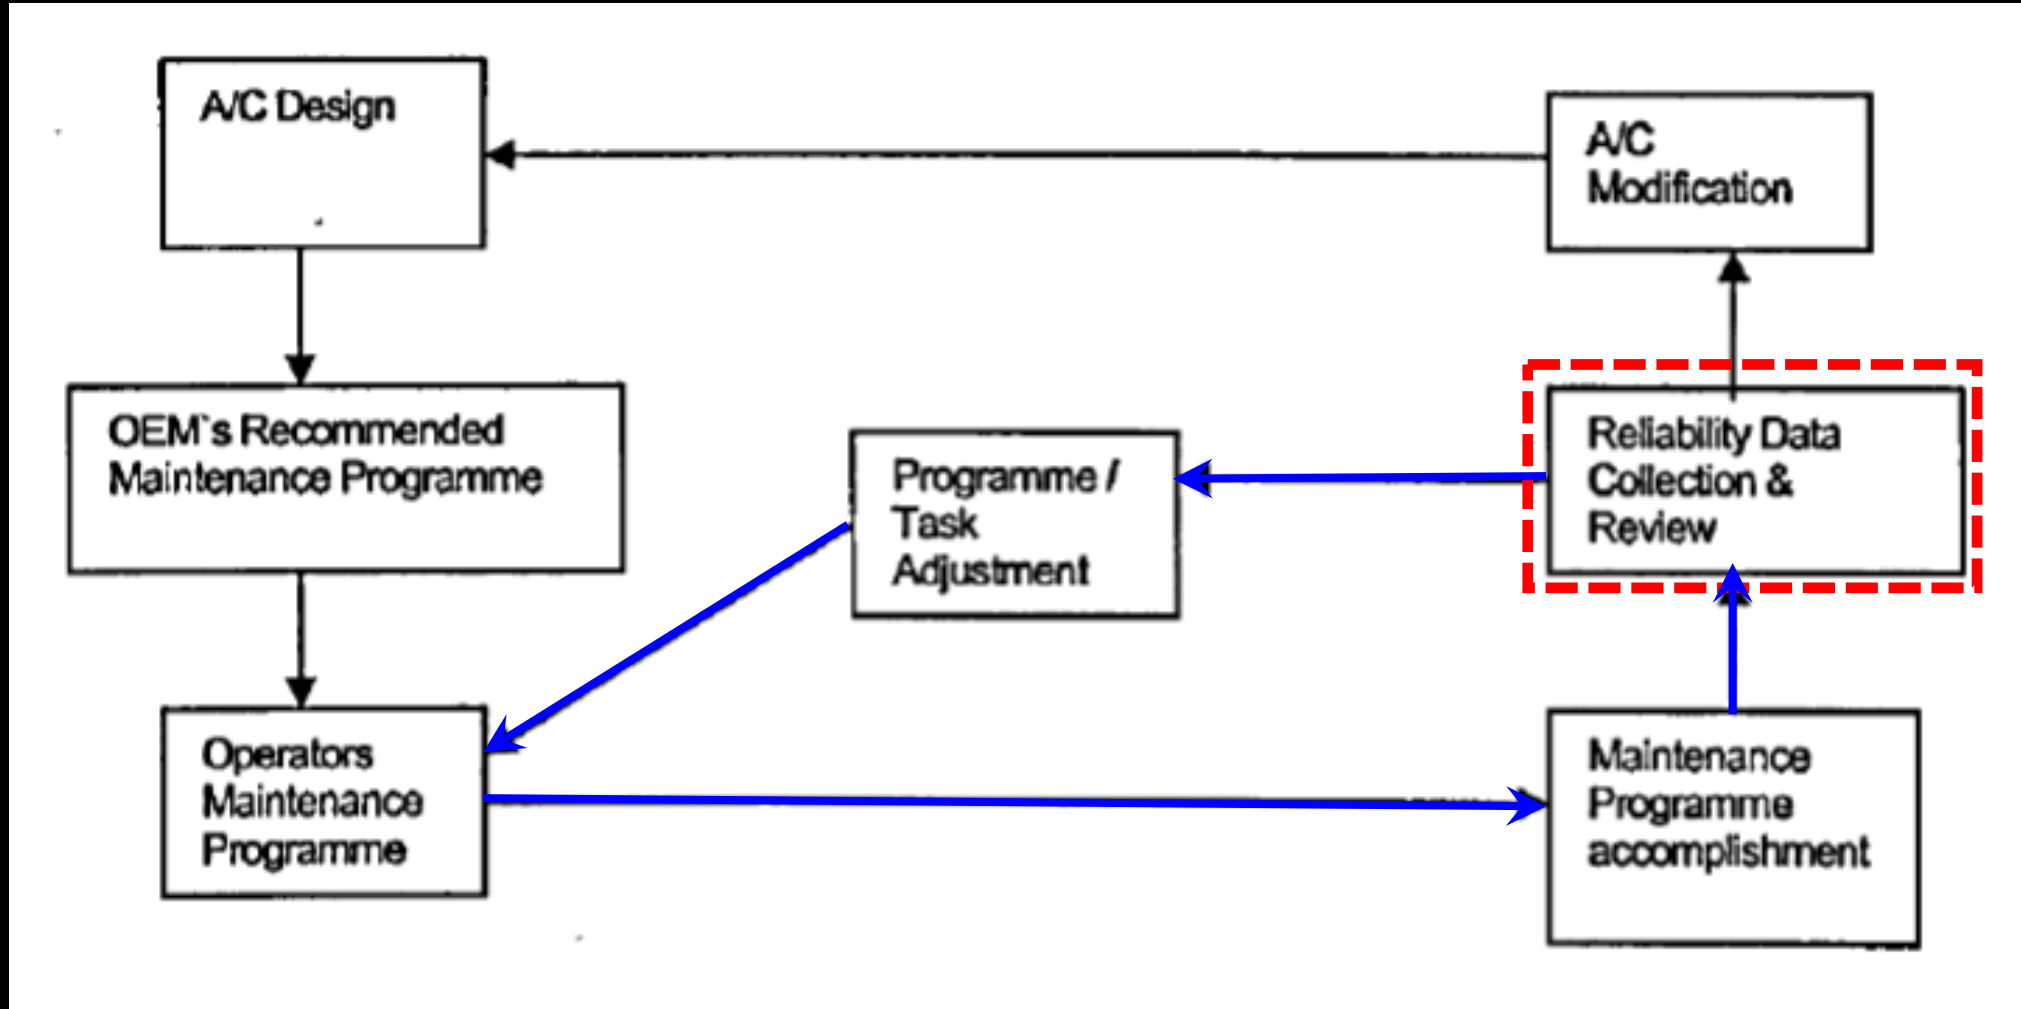 A/C Design
A/C
Modification
OEM`s Recommended
Maintenance Programme
Programme /
Task
Adjustment
Reliability Data
Collection &
Review
Operators
Maintenance
Programme
Maintenance
Programme
accomplishment